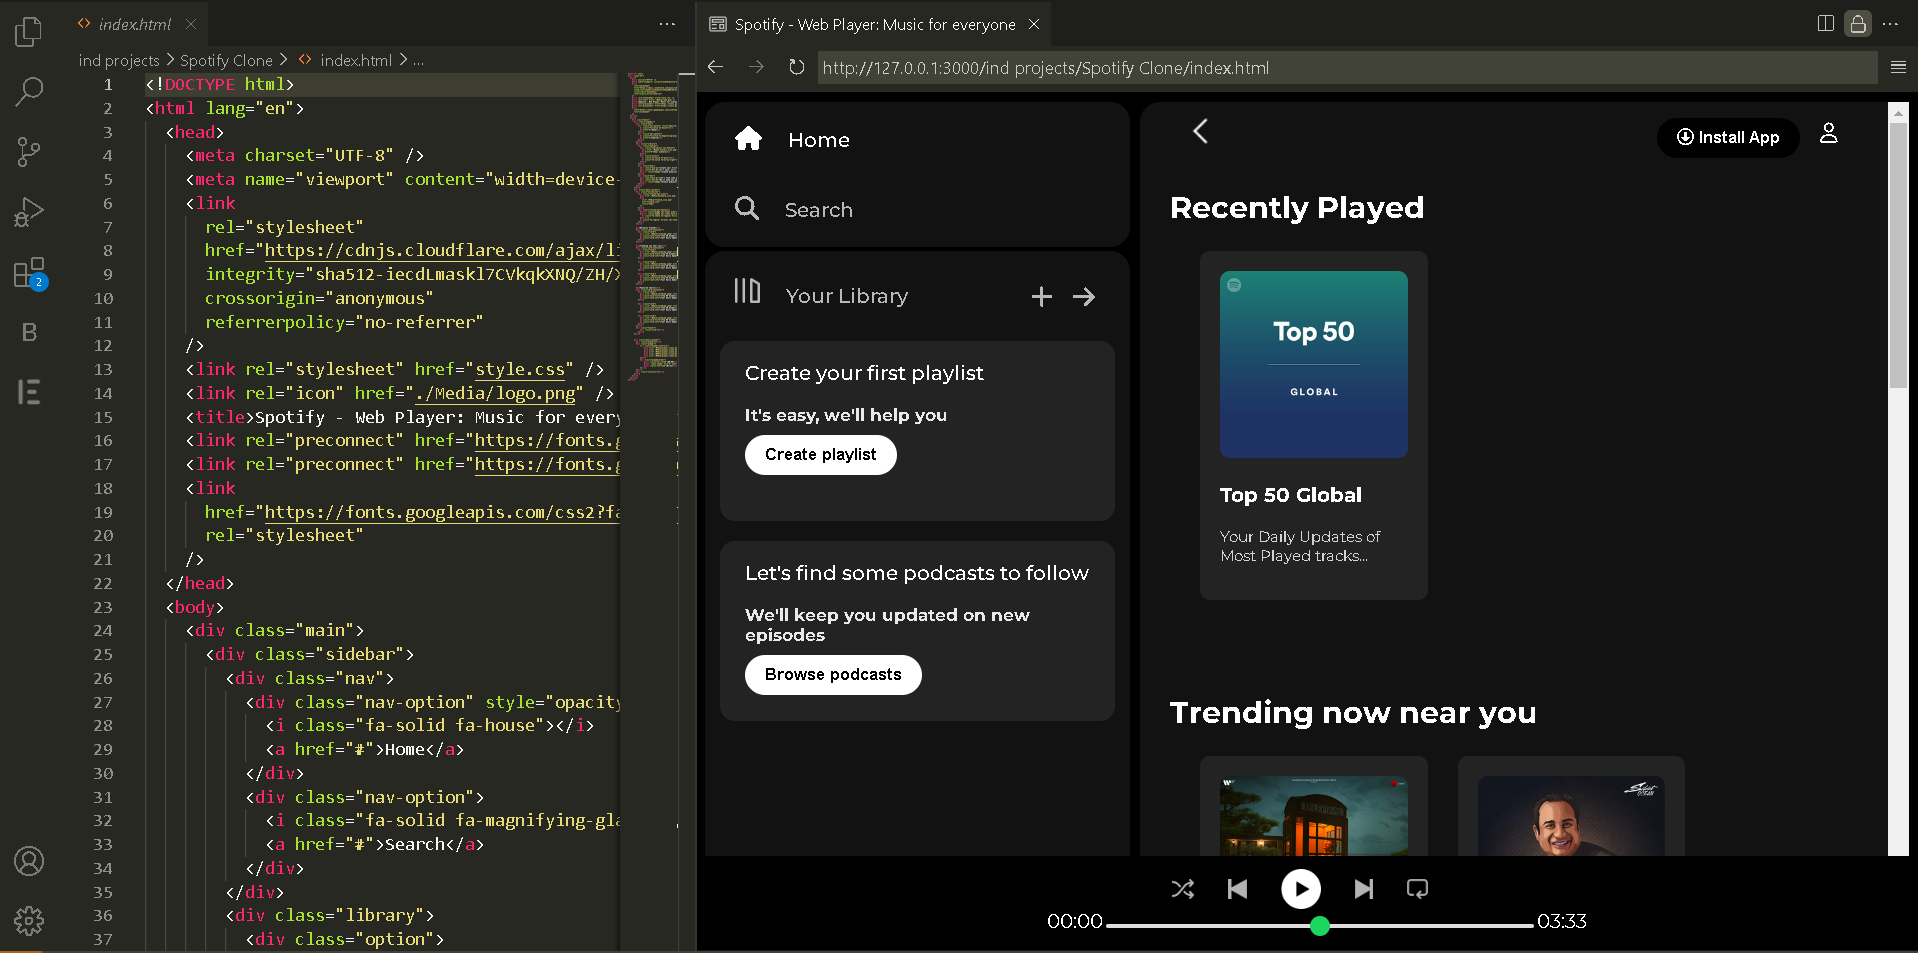 index.html
ind projects > Spotify Clone > index.html > ...
1 <!DOCTYPE html>
2 <html lang="en">
3 <head>
4 <meta charset="UTF-8" />
5 <meta name="viewport" content="width=device-
6 <link
7 rel="stylesheet"
8 href="https://cdnjs.cloudflare.com/ajax/li
9 integrity="sha512-iecdLmaskl7CVkqkXNQ/ZH/X
10 crossorigin="anonymous"
11 referrerpolicy="no-referrer"
12 />
13 <link rel="stylesheet" href="style.css" />
14 <link rel="icon" href="./Media/logo.png" />
15 <title>Spotify - Web Player: Music for every
16 <link rel="preconnect" href="https://fonts.g
17 <link rel="preconnect" href="https://fonts.g
18 <link
19 href="https://fonts.googleapis.com/css2?fa
20 rel="stylesheet"
21 />
22 </head>
23 <body>
24 <div class="main">
25 <div class="sidebar">
26 <div class="nav">
27 <div class="nav-option" style="opacity
28 <i class="fa-solid fa-house"></i>
29 <a href="#">Home</a>
30 </div>
31 <div class="nav-option">
32 <i class="fa-solid fa-magnifying-gla
33 <a href="#">Search</a>
34 </div>
35 </div>
36 <div class="library">
37 <div class="option">
2
B
Spotify - Web Player: Music for everyone
http://127.0.0.1:3000/ind projects/Spotify Clone/index.html
Home
Search
Your Library
Create your first playlist
It's easy, we'll help you
Create playlist
Let's find some podcasts to follow
We'll keep you updated on new
episodes
Browse podcasts
Install App
Recently Played
Top 50
GLOBAL
Top 50 Global
Your Daily Updates of
Most Played tracks...
Trending now near you
00:00
03:33